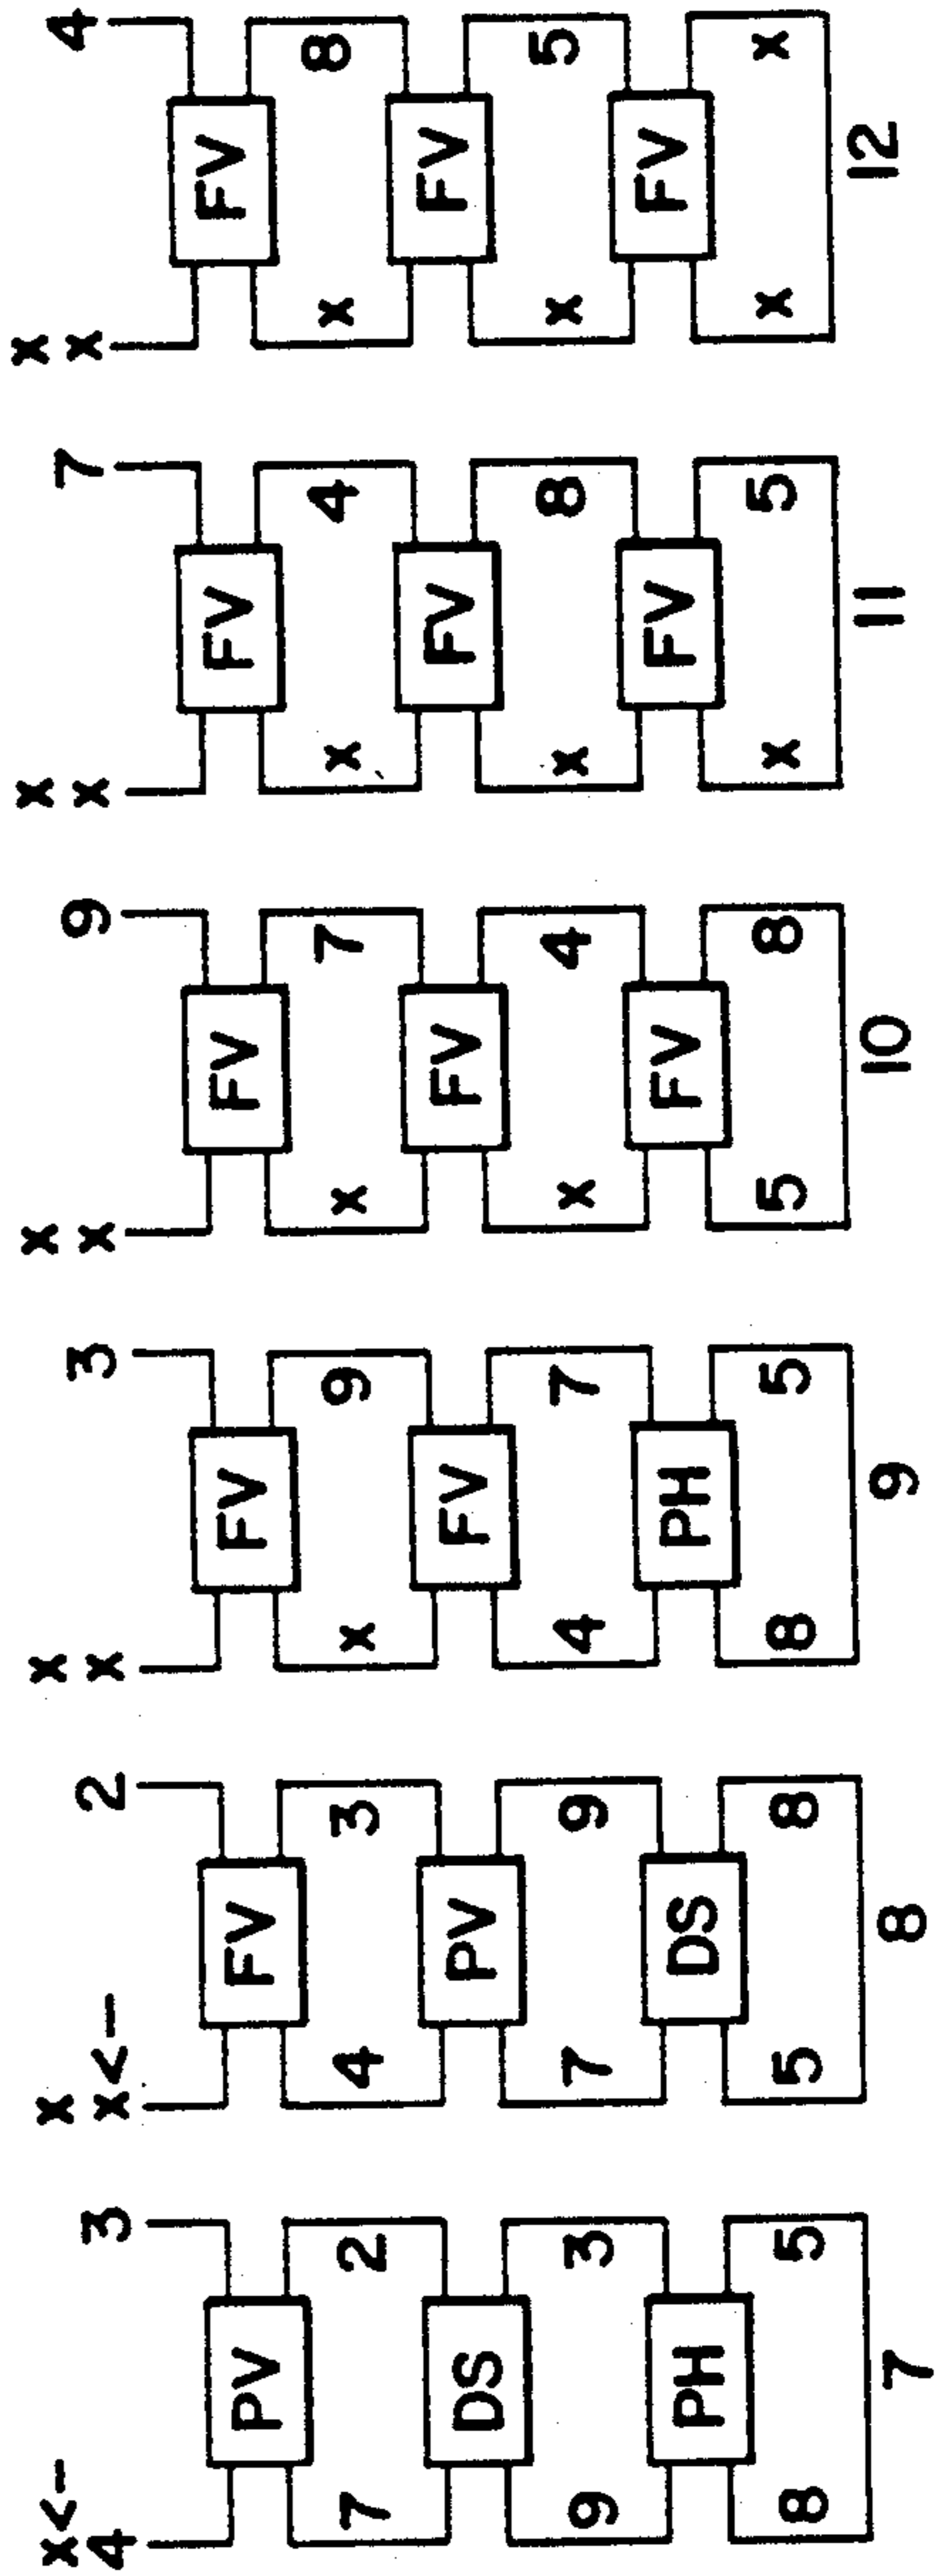 x<- x x x x x
4 3 x<- 2 x 3 x 9 x 7 x 4
PV FV FV FV FV FV
7 2 4 3 x 9 x 7 x 4 x 8
DS PV FV FV FV FV
9 3 7 9 4 7 x 4 x 8 x 5
PH DS PH FV FV FV
8 5 5 8 8 5 5 8 x 5 x x
7 8 9 10 11 12